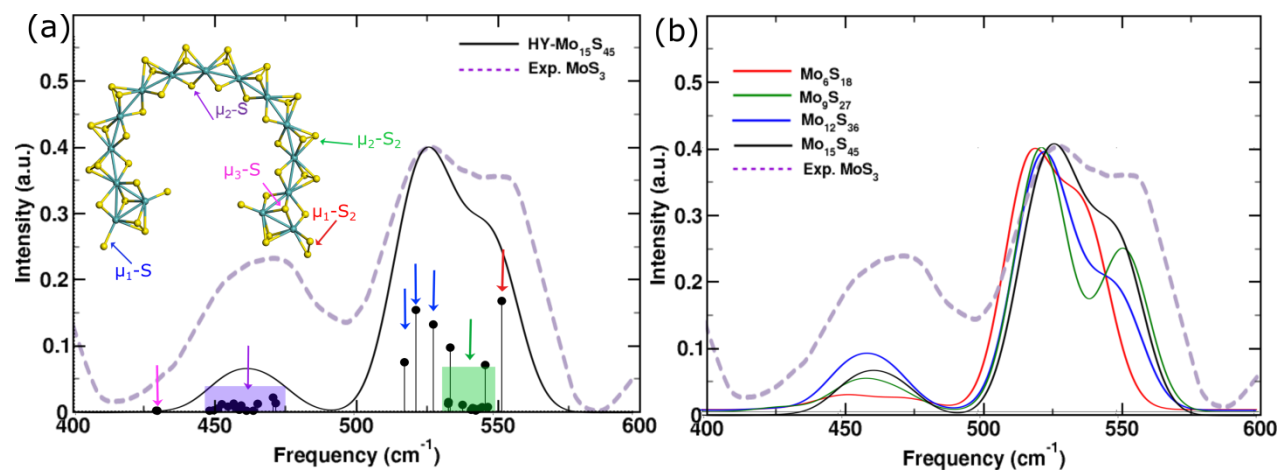 (a)
HY-Mo₁₅S₄₅
Exp. MoS₃
μ₂-S
μ₂-S₂
μ₃-S
μ₁-S₂
μ₁-S
Intensity (a.u.)
0.5
0.4
0.3
0.2
0.1
0
400 450 500 550 600
Frequency (cm⁻¹)
(b)
Mo₆S₁₈
Mo₉S₂₇
Mo₁₂S₃₆
Mo₁₅S₄₅
Exp. MoS₃
Intensity (a.u.)
0.5
0.4
0.3
0.2
0.1
0
400 450 500 550 600
Frequency (cm⁻¹)